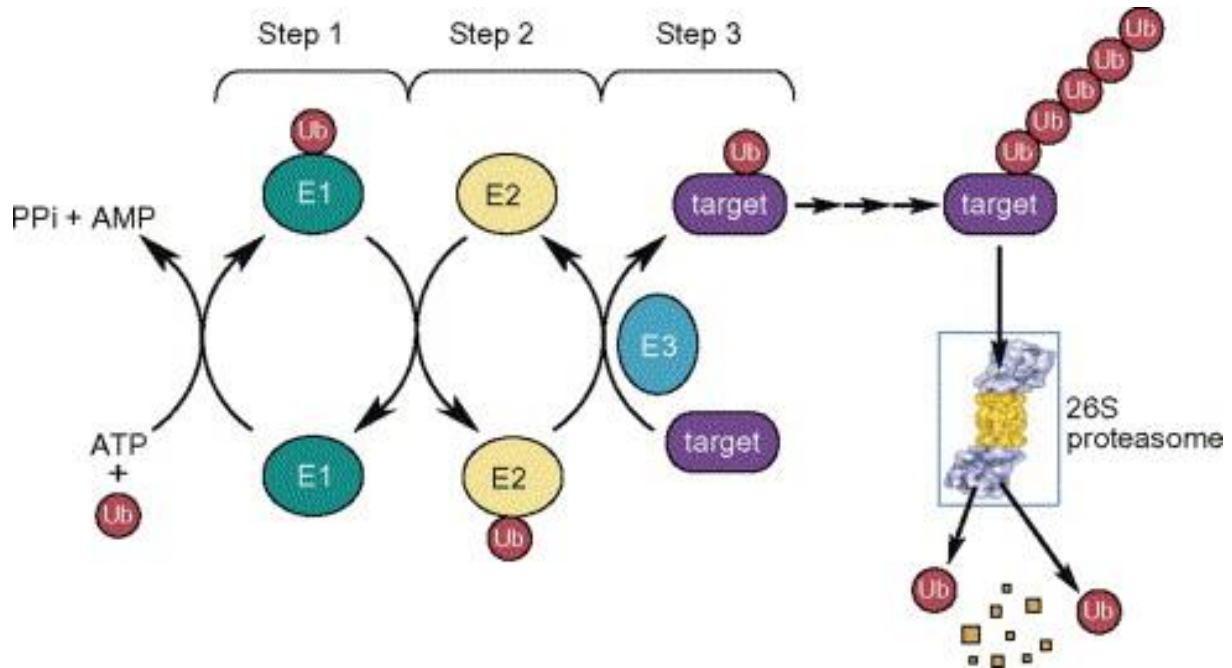 Step 1
Step 2
Step 3
Ub
Ub
Ub
Ub
Ub
Ub
Ub
E1
E2
target
target
PPi + AMP
E3
26S
proteasome
ATP
+
Ub
E1
E2
target
Ub
Ub
Ub